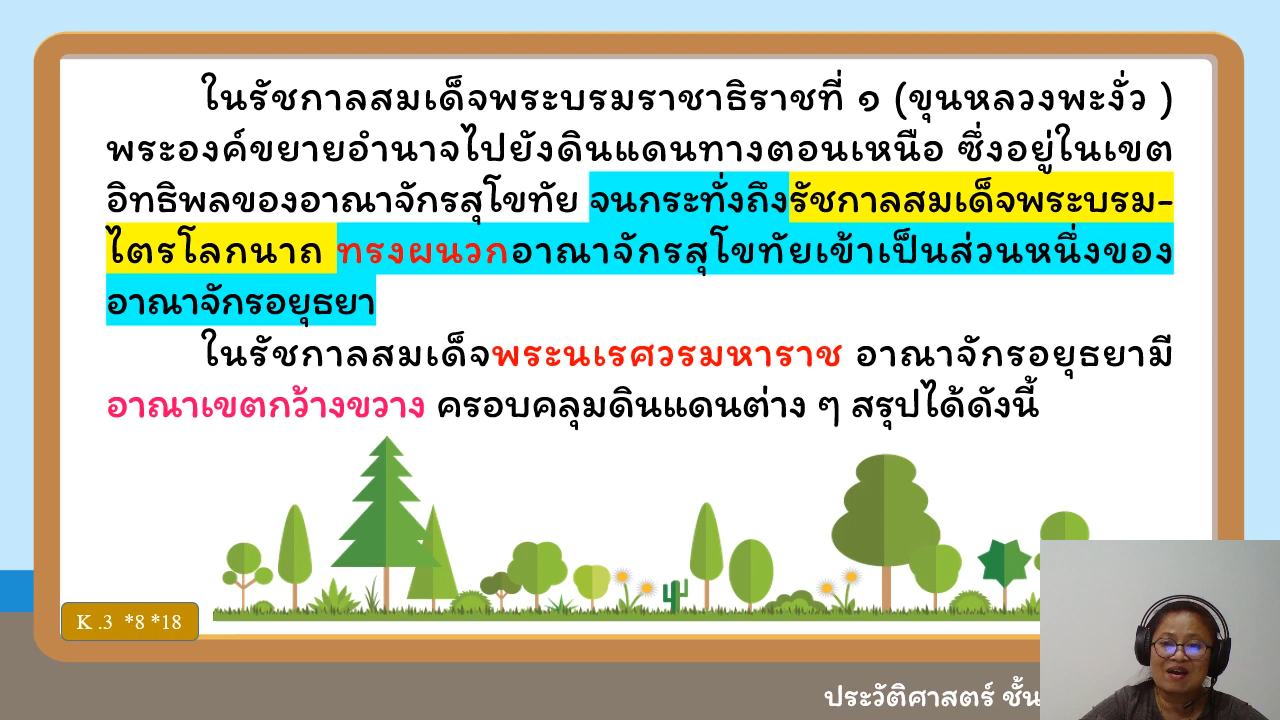 ในรัชกาลสมเด็จพระบรมราชาธิราชที่ ๑ (ขุนหลวงพะงั่ว )
พระองค์ขยายอำนาจไปยังดินแดนทางตอนเหนือ ซึ่งอยู่ในเขต
อิทธิพลของอาณาจักรสุโขทัย จนกระทั่งถึงรัชกาลสมเด็จพระบรม-
ไตรโลกนาถ ทรงผนวกอาณาจักรสุโขทัยเข้าเป็นส่วนหนึ่งของ
อาณาจักรอยุธยา
ในรัชกาลสมเด็จพระนเรศวรมหาราช อาณาจักรอยุธยามี
อาณาเขตกว้างขวาง ครอบคลุมดินแดนต่าง ๆ สรุปได้ดังนี้
K .3 *8 *18
ประวัติศาสตร์ ชั้น